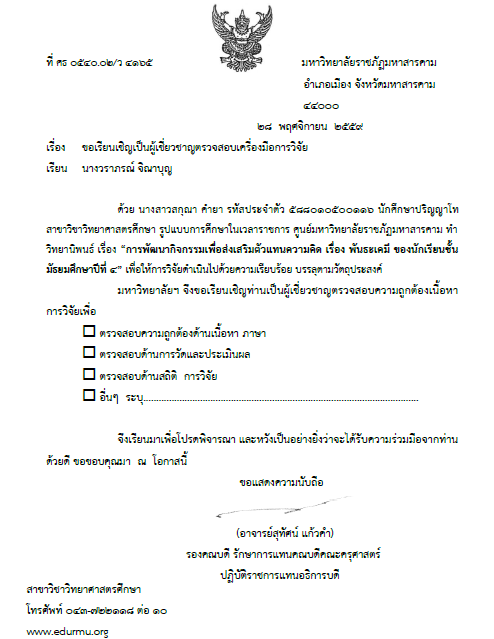 ที่ ศธ ๐๕๔๐.๐๒/ว ๔๑๖๕
มหาวิทยาลัยราชภัฏมหาสารคาม
อำเภอเมือง จังหวัดมหาสารคาม
๔๔๐๐๐
๒๘ พฤศจิกายน ๒๕๕๙
เรื่อง ขอเรียนเชิญเป็นผู้เชี่ยวชาญตรวจสอบเครื่องมือการวิจัย
เรียน นางวราภรณ์ จิณาบุญ
ด้วย นางสาวสกุณา คำยา รหัสประจำตัว ๕๘๘๐๑๐๕๐๐๑๑๖ นักศึกษาปริญญาโท
สาขาวิชาวิทยาศาสตรศึกษา รูปแบบการศึกษาในเวลาราชการ ศูนย์มหาวิทยาลัยราชภัฏมหาสารคาม ทำ
วิทยานิพนธ์ เรื่อง “การพัฒนากิจกรรมเพื่อส่งเสริมตัวแทนความคิด เรื่อง พันธะเคมี ของนักเรียนชั้น
มัธยมศึกษาปีที่ ๔” เพื่อให้การวิจัยดำเนินไปด้วยความเรียบร้อย บรรลุตามวัตถุประสงค์
มหาวิทยาลัยฯ จึงขอเรียนเชิญท่านเป็นผู้เชี่ยวชาญตรวจสอบความถูกต้องเนื้อหา
การวิจัยเพื่อ
☐ ตรวจสอบความถูกต้องด้านเนื้อหา ภาษา
☐ ตรวจสอบด้านการวัดและประเมินผล
☐ ตรวจสอบด้านสถิติ การวิจัย
☐ อื่นๆ ระบุ..........................................................................................
จึงเรียนมาเพื่อโปรดพิจารณา และหวังเป็นอย่างยิ่งว่าจะได้รับความร่วมมือจากท่าน
ด้วยดี ขอขอบคุณมา ณ โอกาสนี้
ขอแสดงความนับถือ
(อาจารย์สุทัศน์ แก้วคำ)
รองคณบดี รักษาการแทนคณบดีคณะครุศาสตร์
ปฏิบัติราชการแทนอธิการบดี
สาขาวิชาวิทยาศาสตรศึกษา
โทรศัพท์ ๐๔๓-๗๒๒๑๑๘ ต่อ ๑๐
www.edurmu.org